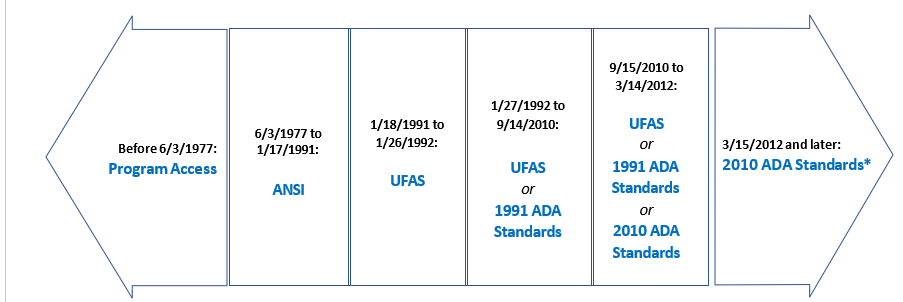 Before 6/3/1977:
Program Access
6/3/1977 to
1/17/1991:
ANSI
1/18/1991 to
1/26/1992:
UFAS
1/27/1992 to
9/14/2010:
UFAS
or
1991 ADA
Standards
9/15/2010 to
3/14/2012:
UFAS
or
1991 ADA
Standards
or
2010 ADA
Standards
3/15/2012 and later:
2010 ADA Standards*